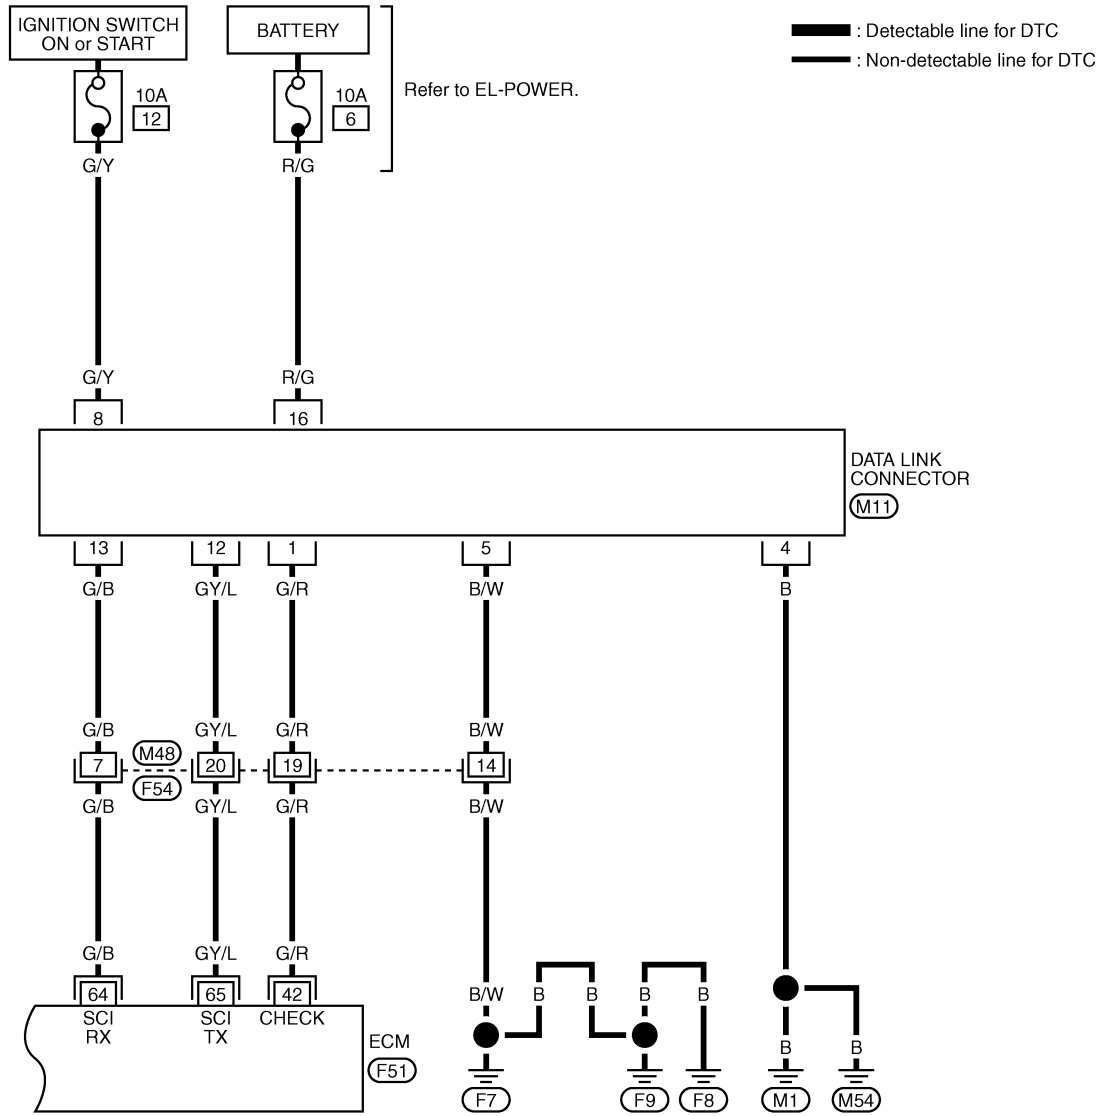 IGNITION SWITCH
ON or START
BATTERY
: Detectable line for DTC
: Non-detectable line for DTC
Refer to EL-POWER.
10A
12
10A
6
G/Y
R/G
G/Y
R/G
8
16
DATA LINK
CONNECTOR
M11
13
12
1
5
4
G/B
GY/L
G/R
B/W
B
G/B
GY/L
G/R
B/W
M48
7
20
19
14
F54
G/B
GY/L
G/R
B/W
G/B
GY/L
G/R
64
65
42
B/W
B
B
B
B
SCI
RX
SCI
TX
CHECK
ECM
F51
B
B
F7
F9
F8
M1
M54